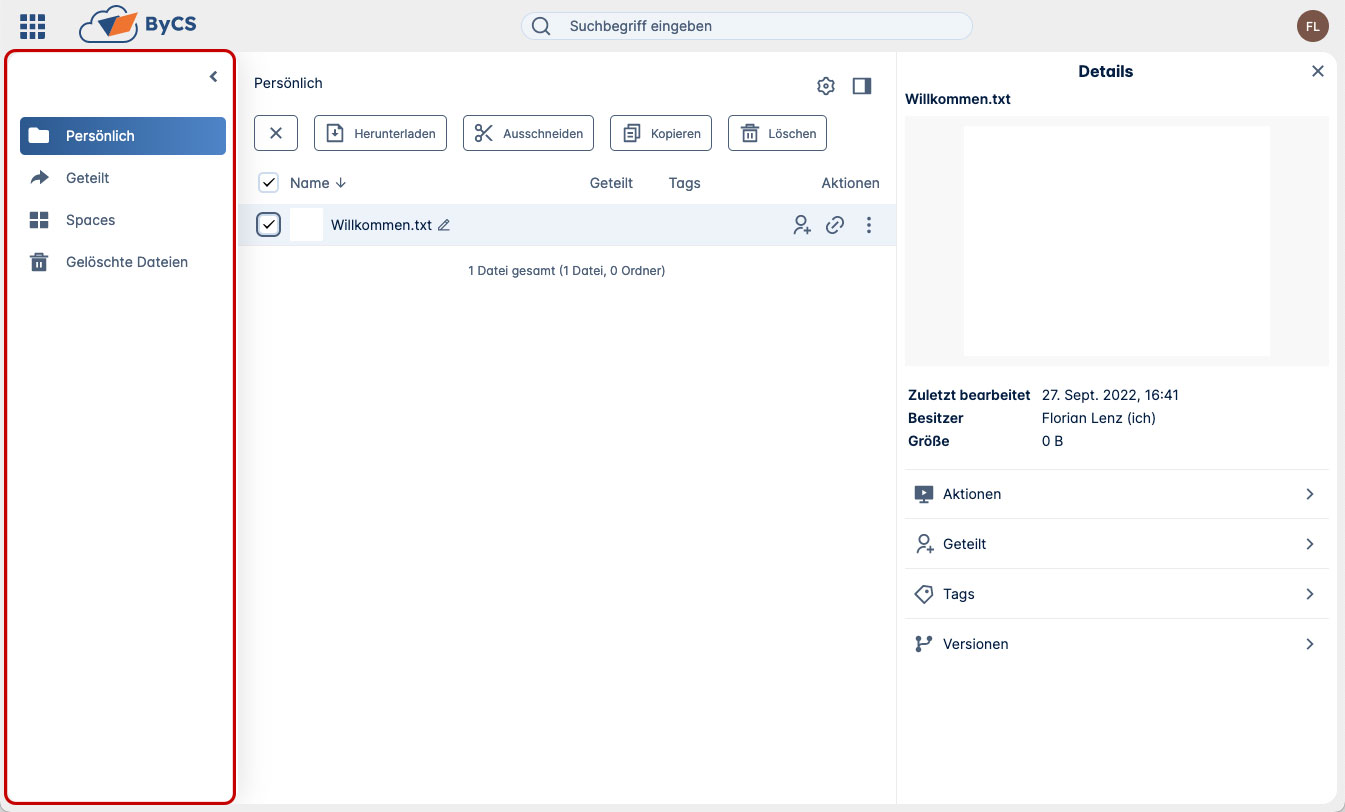 ByCS
Suchbegriff eingeben
FL
Persönlich
Geteilt
Spaces
Gelöschte Dateien
Persönlich
Herunterladen
Ausschneiden
Kopieren
Löschen
Name
Geteilt
Tags
Aktionen
Willkommen.txt
1 Datei gesamt (1 Datei, 0 Ordner)
Details
Willkommen.txt
Zuletzt bearbeitet 27. Sept. 2022, 16:41
Besitzer Florian Lenz (ich)
Größe 0 B
Aktionen
Geteilt
Tags
Versionen